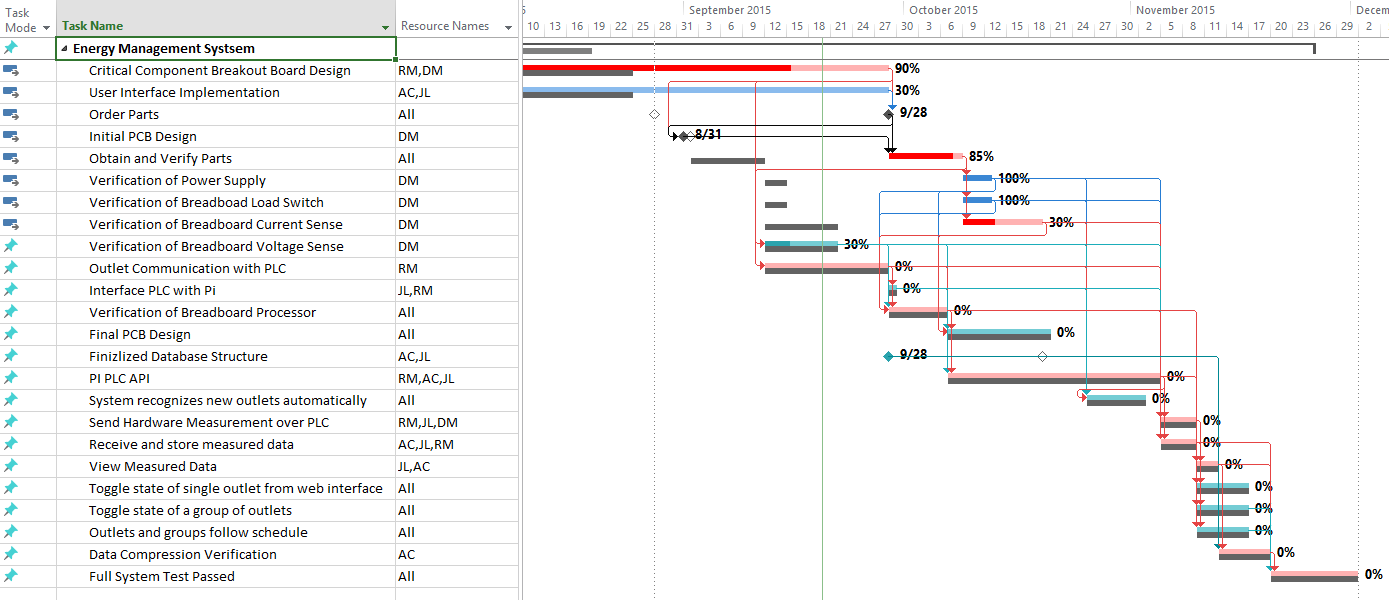 5 September 2015 October 2015 November 2015 Decem
Task Mode Task Name Resource Names 10 13 16 19 22 25 28 31 3 6 9 12 15 18 21 24 27 30 3 6 9 12 15 18 21 24 27 30 2 5 8 11 14 17 20 23 26 29 2
Energy Management Systsem
Critical Component Breakout Board Design RM,DM 90%
User Interface Implementation AC,JL 30%
Order Parts All 9/28
Initial PCB Design DM 8/31
Obtain and Verify Parts All 85%
Verification of Power Supply DM 100%
Verification of Breadboad Load Switch DM 100%
Verification of Breadboard Current Sense DM 30%
Verification of Breadboard Voltage Sense DM 30%
Outlet Communication with PLC RM 0%
Interface PLC with Pi JL,RM 0%
Verification of Breadboard Processor All 0%
Final PCB Design All 0%
Finizlized Database Structure AC,JL 9/28
PI PLC API RM,AC,JL 0%
System recognizes new outlets automatically All 0%
Send Hardware Measurement over PLC RM,JL,DM 0%
Receive and store measured data AC,JL,RM 0%
View Measured Data JL,AC 0%
Toggle state of single outlet from web interface All 0%
Toggle state of a group of outlets All 0%
Outlets and groups follow schedule All 0%
Data Compression Verification AC 0%
Full System Test Passed All 0%